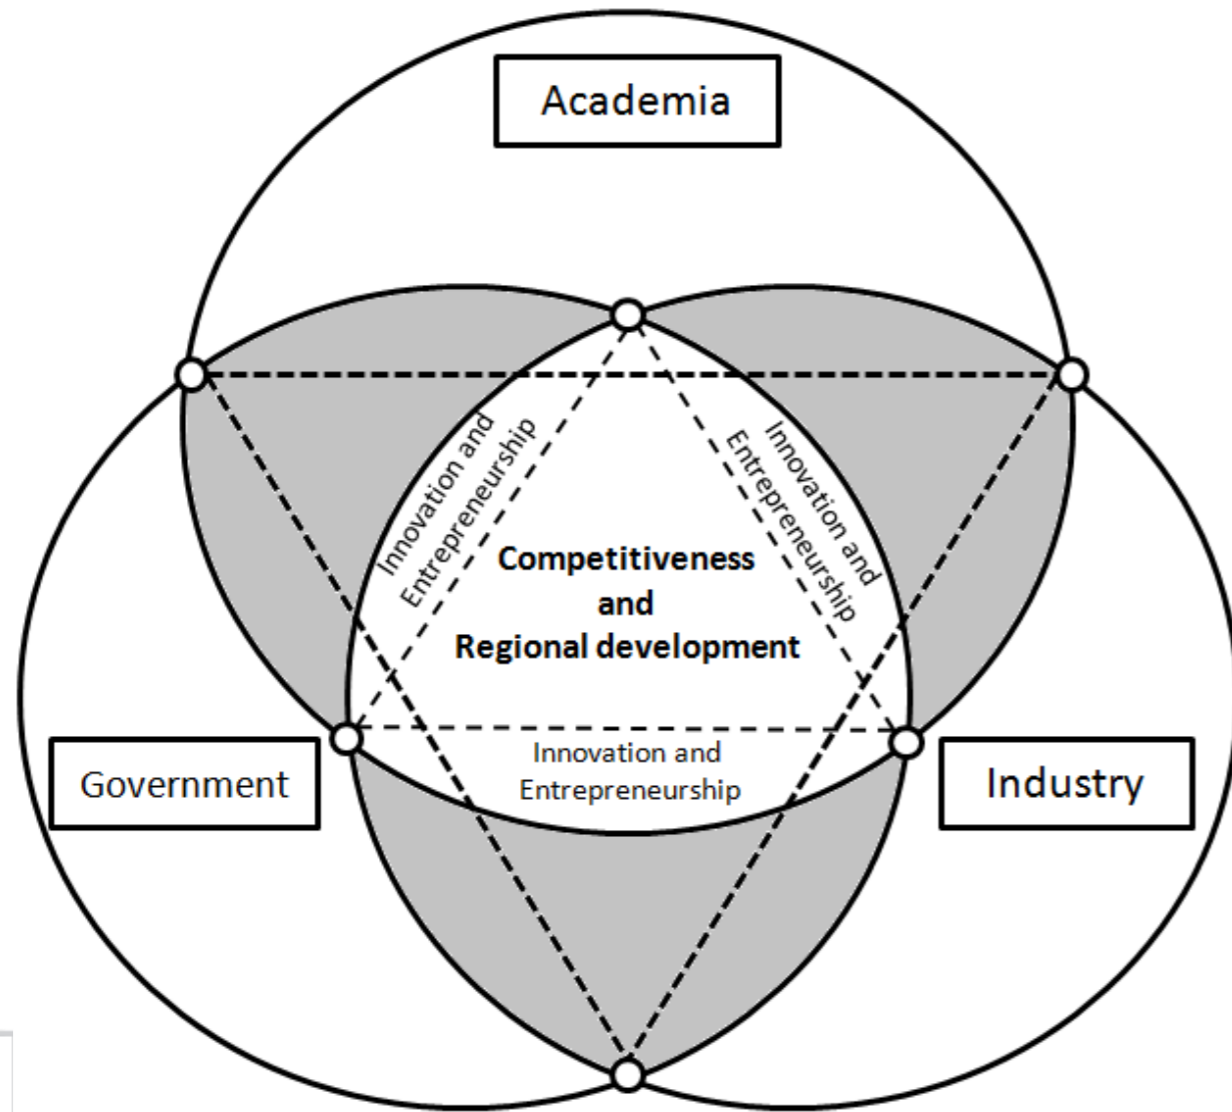 Academia
Innovation and
Entrepreneurship
Innovation and
Entrepreneurship
Competitiveness
and
Regional development
Government
Innovation and
Entrepreneurship
Industry